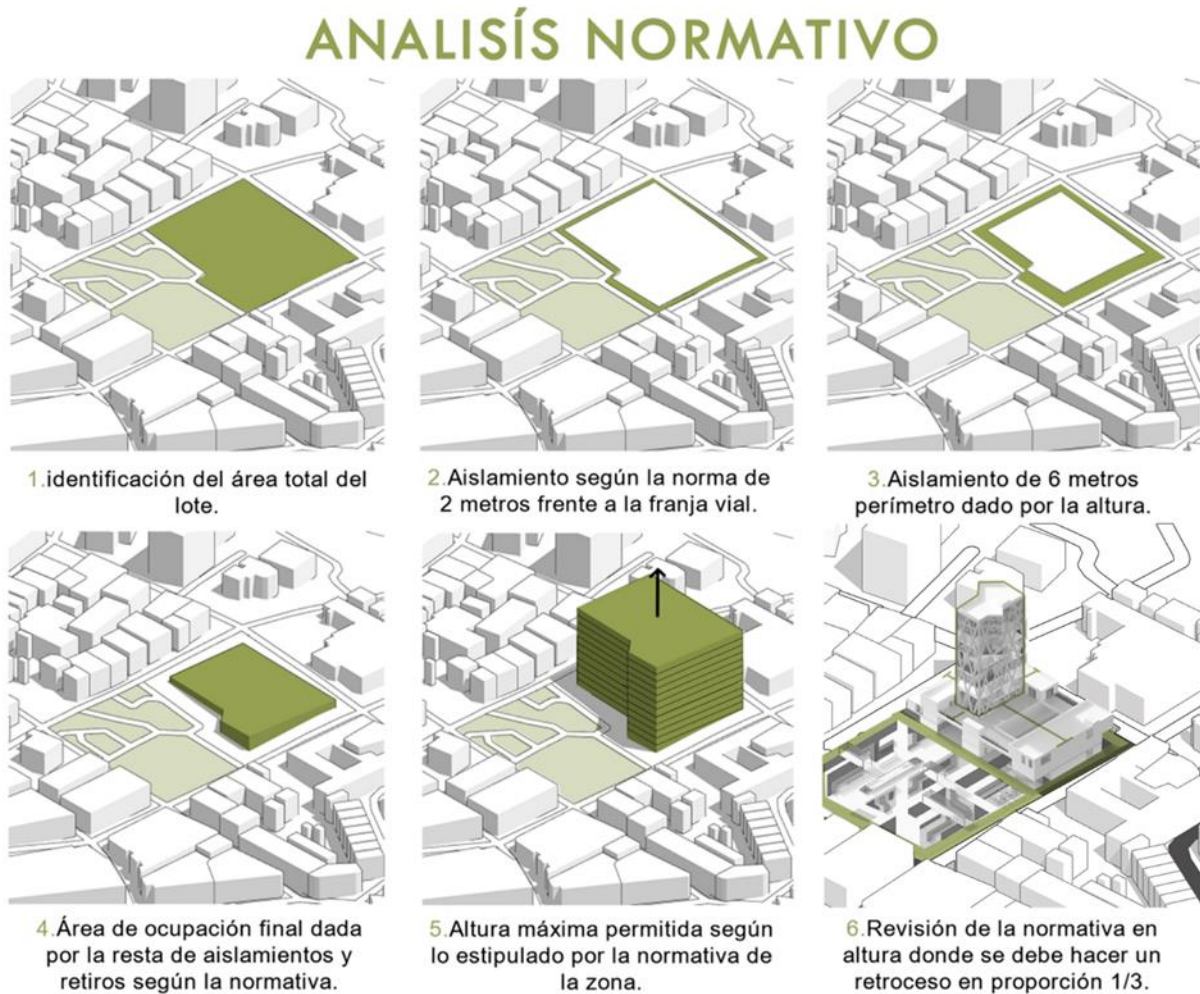 ANALISÍS NORMATIVO
1.identificación del área total del
lote.
2.Aislamiento según la norma de
2 metros frente a la franja vial.
3.Aislamiento de 6 metros
perímetro dado por la altura.
4.Área de ocupación final dada
por la resta de aislamientos y
retiros según la normativa.
5.Altura máxima permitida según
lo estipulado por la normativa de
la zona.
6.Revisión de la normativa en
altura donde se debe hacer un
retroceso en proporción 1/3.